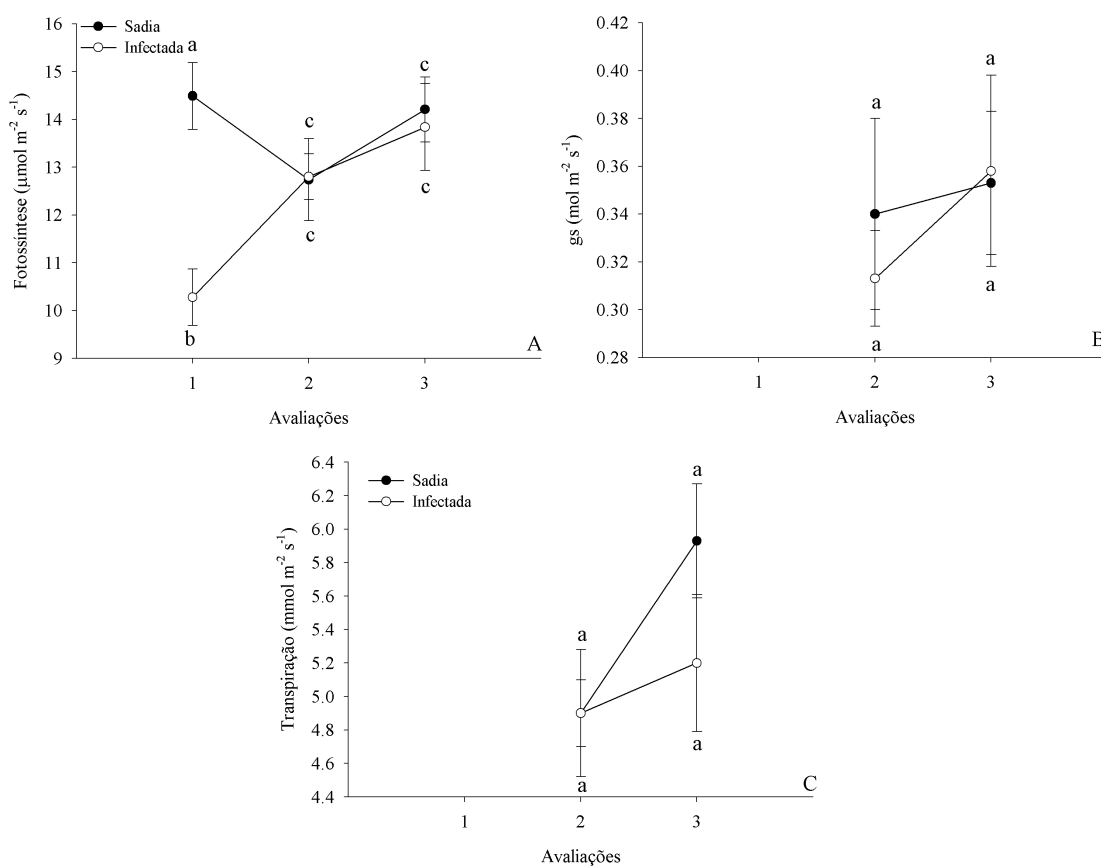 Sadia
Infectada
Fotossíntese (µmol m-2 s-1)
16
15
14
13
12
11
10
9
a
b
c
c
c
c
A
1
2
3
Avaliações
gs (mol m-2 s-1)
0.42
0.40
0.38
0.36
0.34
0.32
0.30
0.28
a
a
a
a
B
1
2
3
Avaliações
Sadia
Infectada
Transpiração (mmol m-2 s-1)
6.4
6.2
6.0
5.8
5.6
5.4
5.2
5.0
4.8
4.6
4.4
a
a
a
a
C
1
2
3
Avaliações